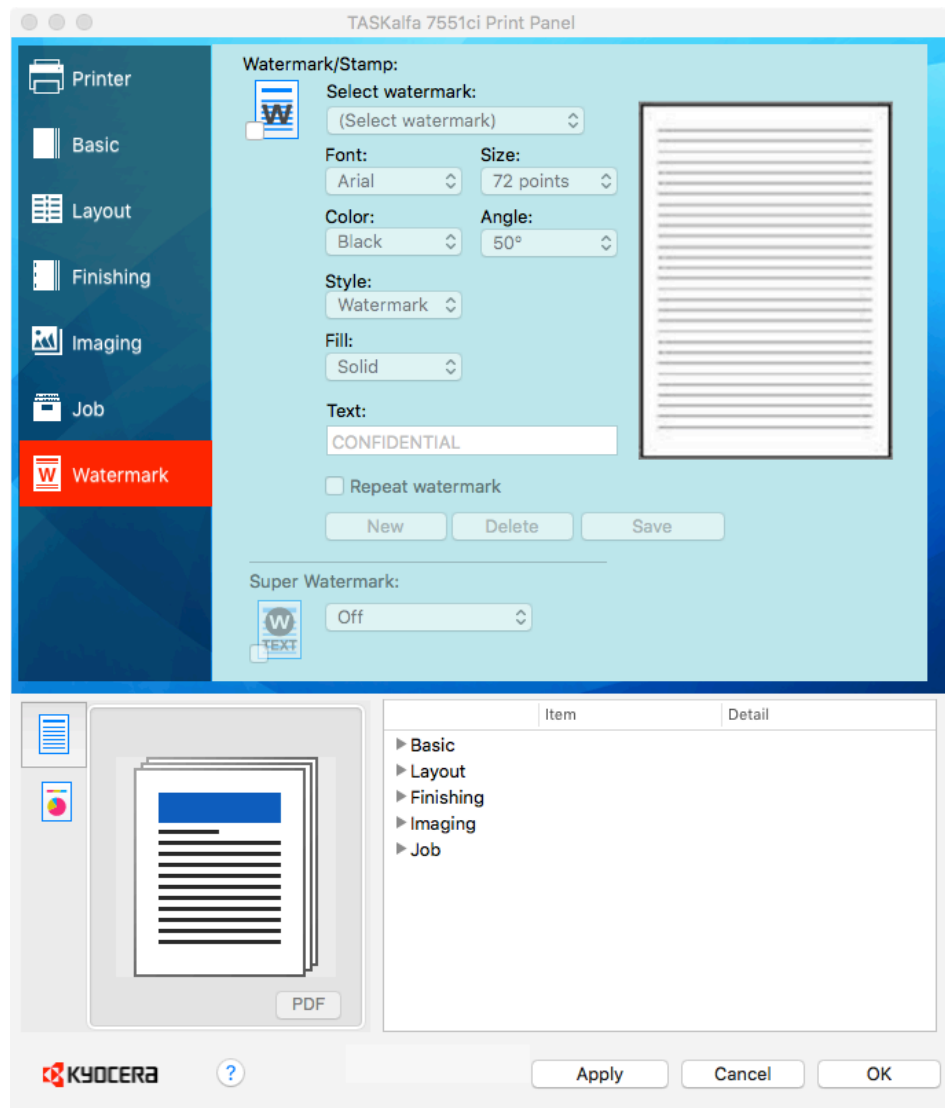 TASKalfa 7551ci Print Panel
Printer
Basic
Layout
Finishing
Imaging
Job
W Watermark
Watermark/Stamp:
W
Select watermark:
(Select watermark)
Font: Size:
Arial 72 points
Color: Angle:
Black 50°
Style:
Watermark
Fill:
Solid
Text:
CONFIDENTIAL
Repeat watermark
New Delete Save
Super Watermark:
W TEXT
Off
Item Detail
Basic
Layout
Finishing
Imaging
Job
PDF
KYOCERA ? Apply Cancel OK